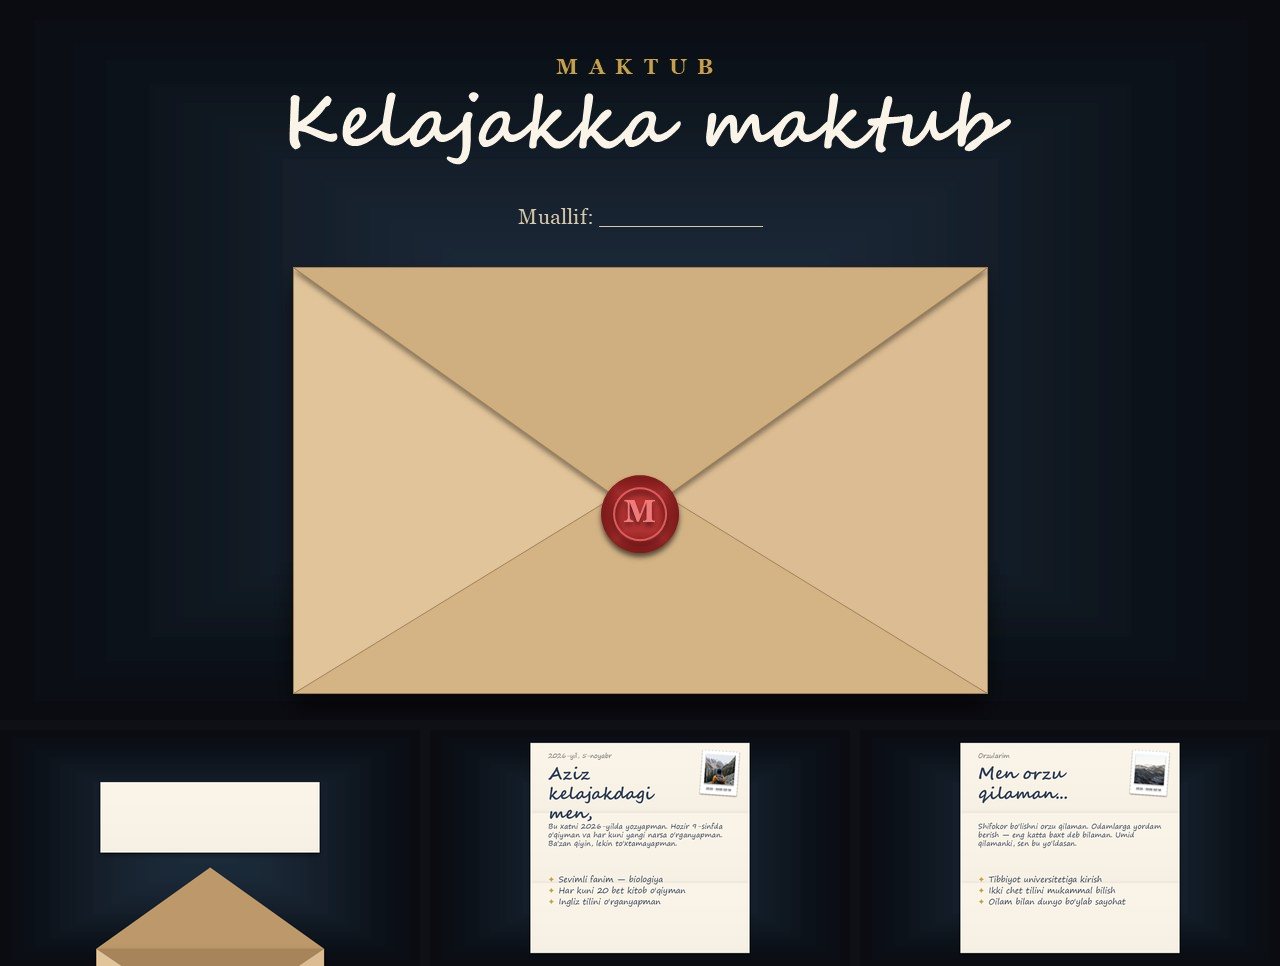 MAKTUB
Kelajakka maktub
Muallif: _______________
M
2026-yil, 5-noyabr
Aziz
kelajakdagi
men,
Bu xatni 2026-yilda yozyapman. Hozir 9-sinfda
o'qiyman va har kuni yangi narsa o'rganyapman.
Ba'zan qiyin, lekin to'xtamayapman.
✦ Sevimli fanim — biologiya
✦ Har kuni 20 bet kitob o'qiyman
✦ Ingliz tilini o'rganyapman
Orzularim
Men orzu
qilaman...
Shifokor bo'lishni orzu qilaman. Odamlarga yordam
berish — eng katta baxt deb bilaman. Umid
qilamanki, sen bu yo'ldasan.
✦ Tibbiyot universitetiga kirish
✦ Ikki chet tilini mukammal bilish
✦ Oilam bilan dunyo bo'ylab sayohat